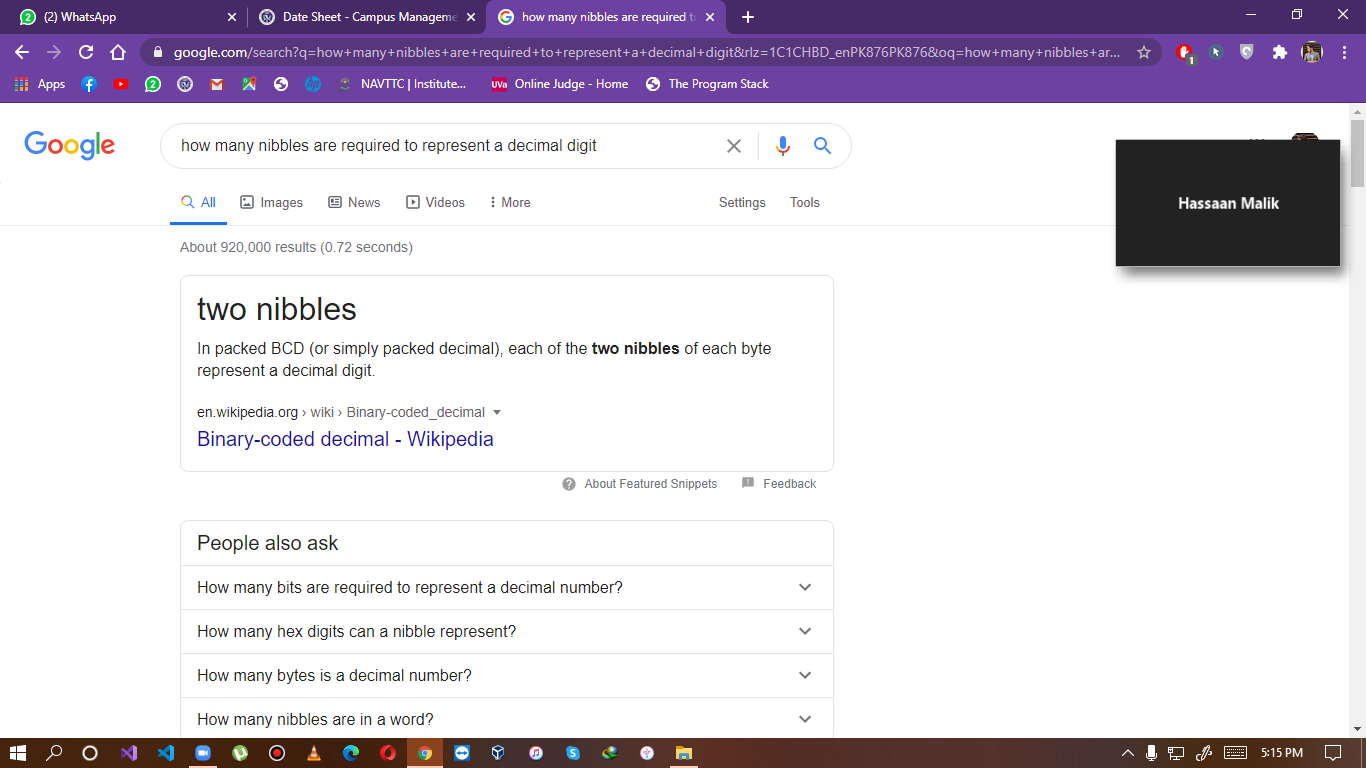 (2) WhatsApp
Date Sheet - Campus Manageme
how many nibbles are required to
google.com/search?q=how+many+nibbles+are+required+to+represent+a+decimal+digit&rlz=1C1CHBD_enPK876PK876&oq=how+many+nibbles+ar...
1
Apps
2
NAVTTC | Institute...
UVa Online Judge - Home
The Program Stack
Google
how many nibbles are required to represent a decimal digit
All Images News Videos More Settings Tools
Hassaan Malik
About 920,000 results (0.72 seconds)
two nibbles
In packed BCD (or simply packed decimal), each of the two nibbles of each byte
represent a decimal digit.
en.wikipedia.org › wiki › Binary-coded_decimal
Binary-coded decimal - Wikipedia
About Featured Snippets Feedback
People also ask
How many bits are required to represent a decimal number?
How many hex digits can a nibble represent?
How many bytes is a decimal number?
How many nibbles are in a word?
5:15 PM